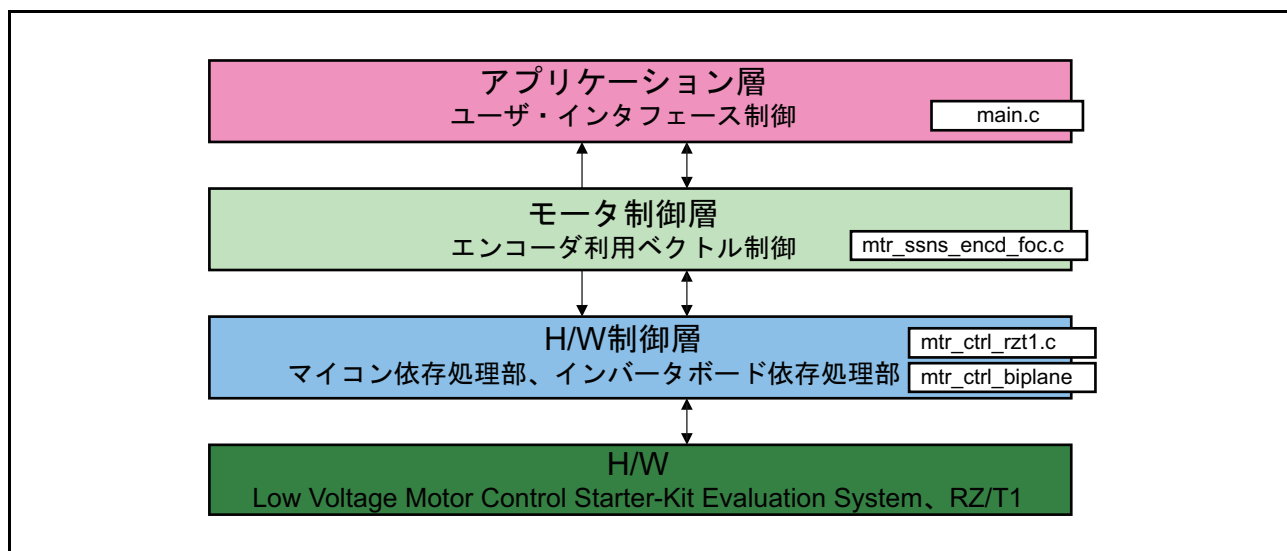 アプリケーション層
ユーザ・インタフェース制御
main.c
モータ制御層
エンコーダ利用ベクトル制御
mtr_ssns_encd_foc.c
H/W制御層
マイコン依存処理部、インバータボード依存処理部
mtr_ctrl_rzt1.c
mtr_ctrl_biplane
H/W
Low Voltage Motor Control Starter-Kit Evaluation System、RZ/T1